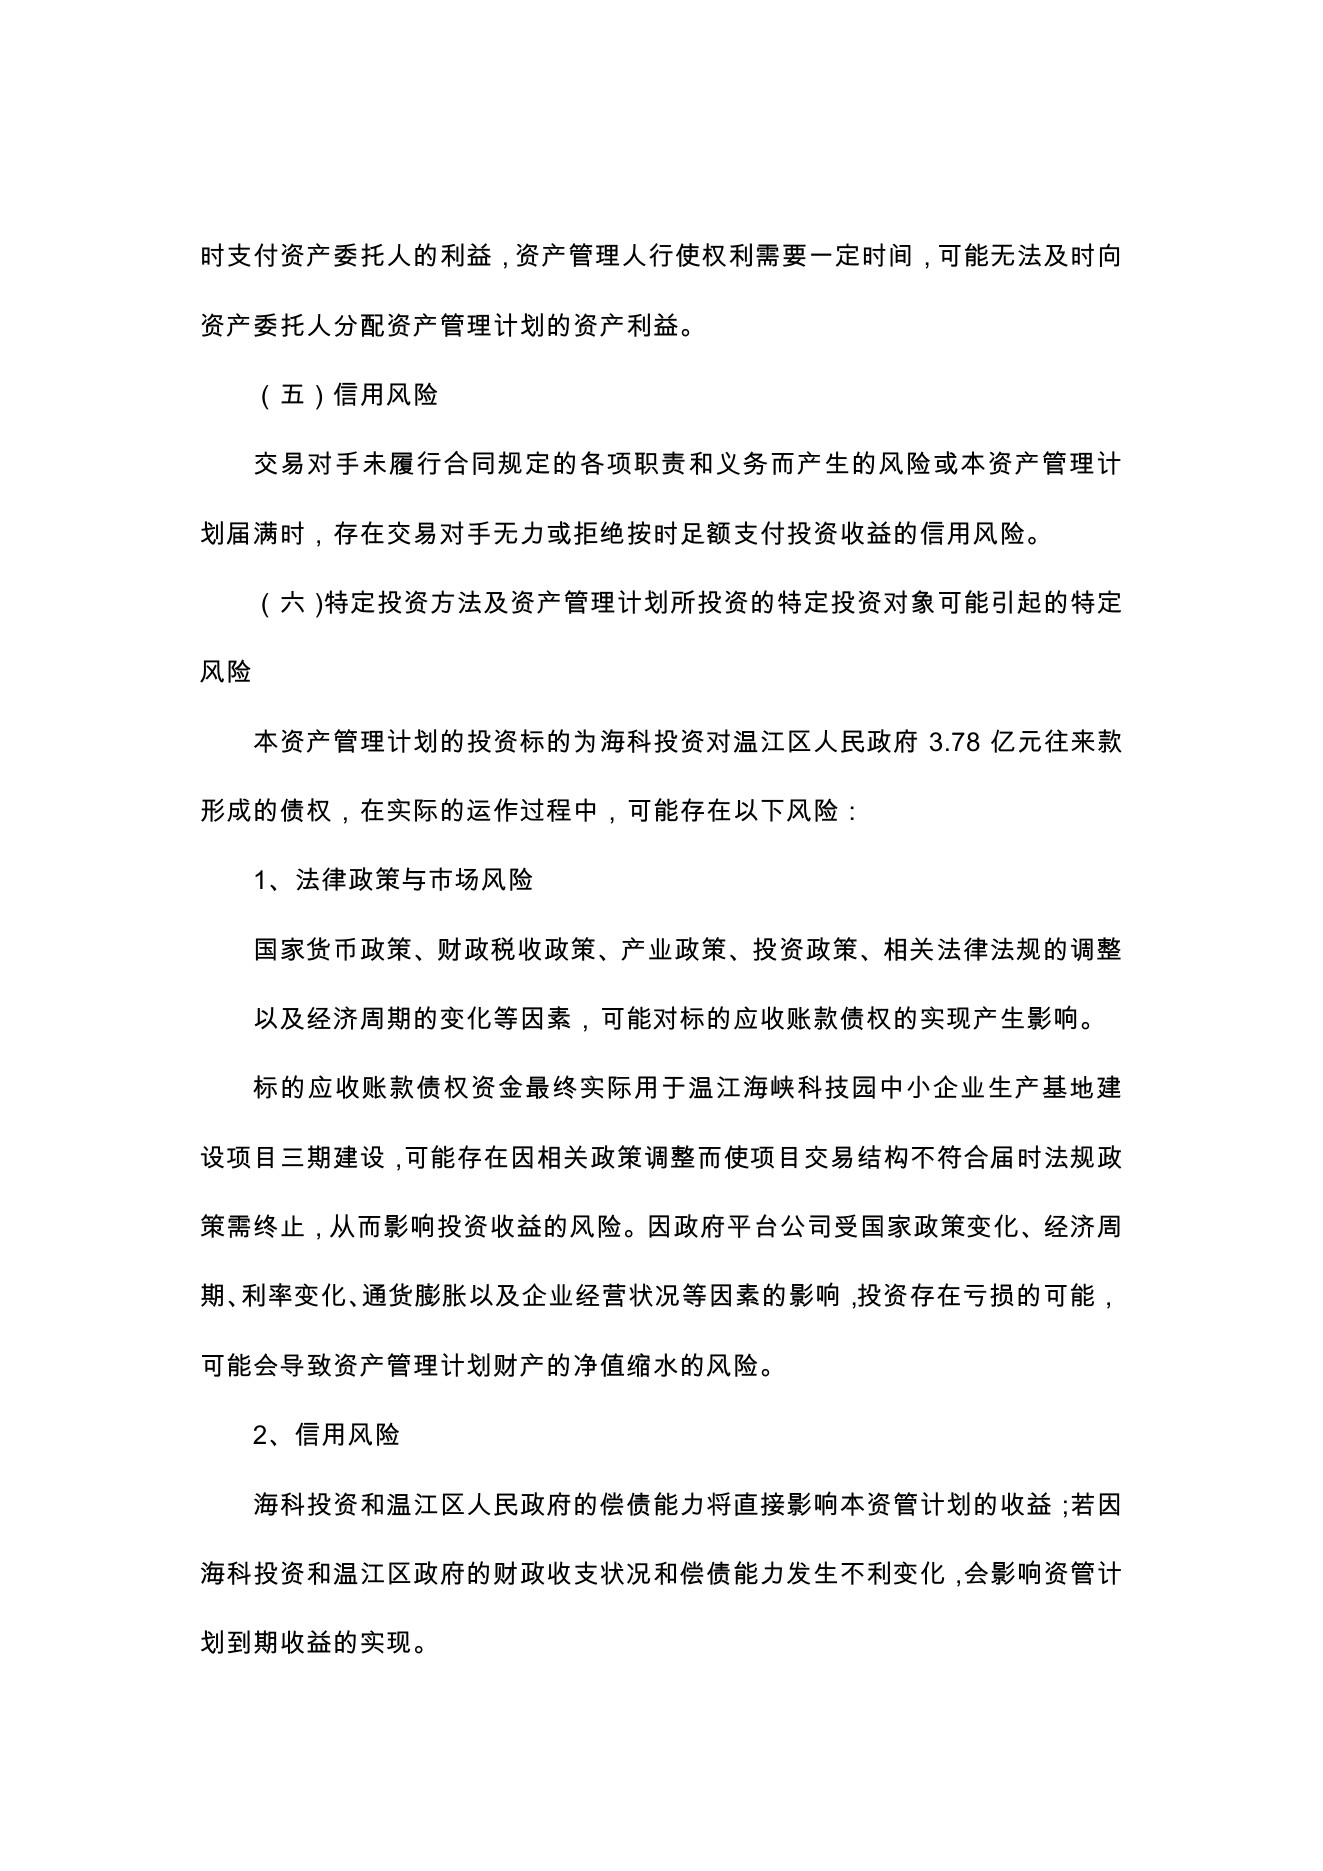 时支付资产委托人的利益，资产管理人行使权利需要一定时间，可能无法及时向
资产委托人分配资产管理计划的资产利益。
（五）信用风险
交易对手未履行合同规定的各项职责和义务而产生的风险或本资产管理计
划届满时，存在交易对手无力或拒绝按时足额支付投资收益的信用风险。
（六）特定投资方法及资产管理计划所投资的特定投资对象可能引起的特定
风险
本资产管理计划的投资标的为海科投资对温江区人民政府 3.78 亿元往来款
形成的债权，在实际的运作过程中，可能存在以下风险：
1、法律政策与市场风险
国家货币政策、财政税收政策、产业政策、投资政策、相关法律法规的调整
以及经济周期的变化等因素，可能对标的应收账款债权的实现产生影响。
标的应收账款债权资金最终实际用于温江海峡科技园中小企业生产基地建
设项目三期建设，可能存在因相关政策调整而使项目交易结构不符合届时法规政
策需终止，从而影响投资收益的风险。因政府平台公司受国家政策变化、经济周
期、利率变化、通货膨胀以及企业经营状况等因素的影响，投资存在亏损的可能，
可能会导致资产管理计划财产的净值缩水的风险。
2、信用风险
海科投资和温江区人民政府的偿债能力将直接影响本资管计划的收益；若因
海科投资和温江区政府的财政收支状况和偿债能力发生不利变化，会影响资管计
划到期收益的实现。